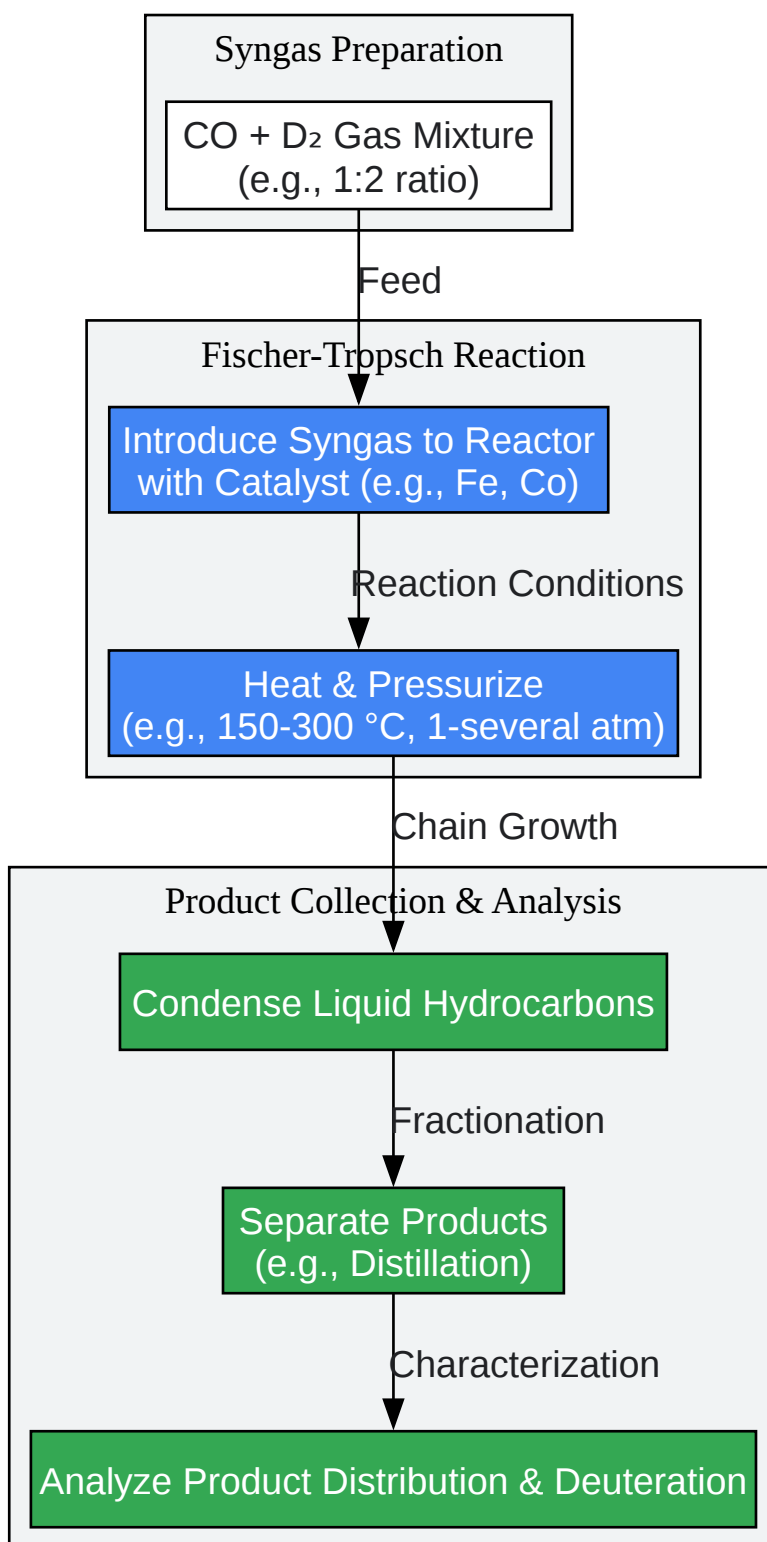 Syngas Preparation
CO + D₂ Gas Mixture
(e.g., 1:2 ratio)
Feed
Fischer-Tropsch Reaction
Introduce Syngas to Reactor
with Catalyst (e.g., Fe, Co)
Reaction Conditions
Heat & Pressurize
(e.g., 150-300 °C, 1-several atm)
Chain Growth
Product Collection & Analysis
Condense Liquid Hydrocarbons
Fractionation
Separate Products
(e.g., Distillation)
Characterization
Analyze Product Distribution & Deuteration